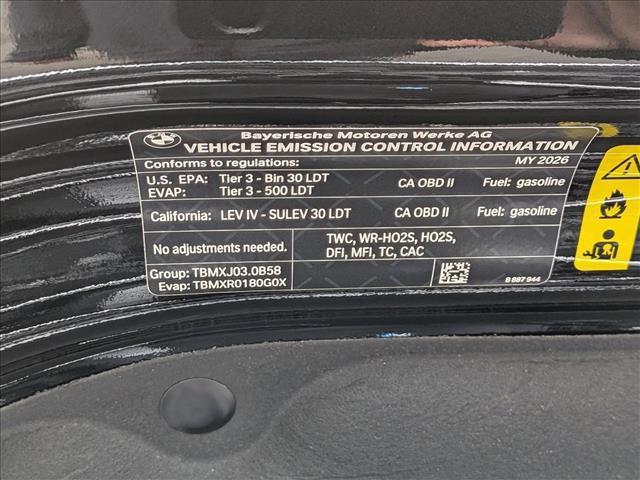 Bayerische Motoren Werke AG
VEHICLE EMISSION CONTROL INFORMATION
Conforms to regulations: MY 2026
U.S. EPA: Tier 3 - Bin 30 LDT CA OBD II Fuel: gasoline
EVAP: Tier 3 - 500 LDT
California: LEV IV - SULEV 30 LDT CA OBD II Fuel: gasoline
No adjustments needed.
TWC, WR-HO2S, HO2S,
DFI, MFI, TC, CAC
Group: TBMXJ03.0B58
Evap: TBMXR0180G0X
8 887 944